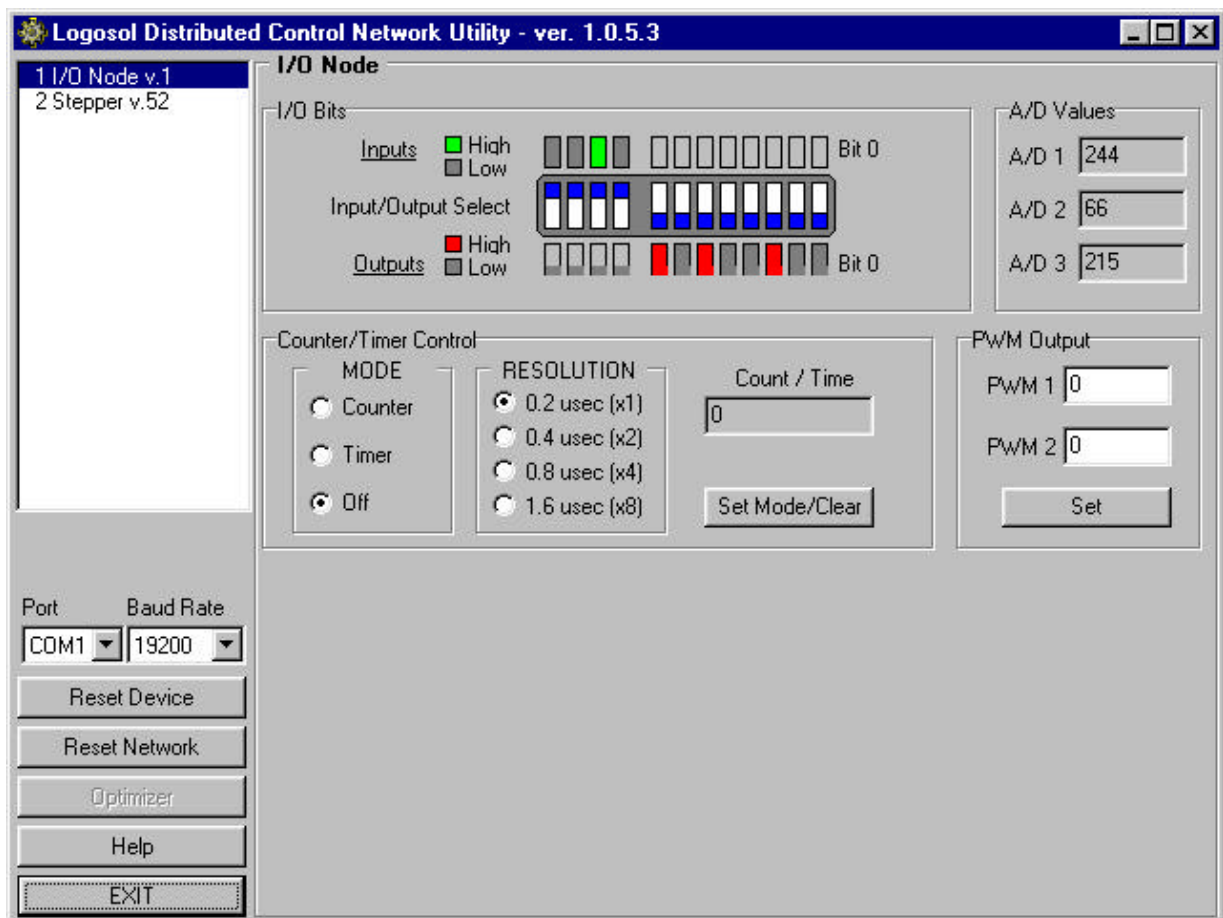 Logosol Distributed Control Network Utility - ver. 1.0.5.3
1 I/O Node v.1
2 Stepper v.52
I/O Node
I/O Bits
Inputs
High
Low
Bit 0
Input/Output Select
Outputs
High
Low
Bit 0
A/D Values
A/D 1 244
A/D 2 66
A/D 3 215
Counter/Timer Control
MODE
Counter
Timer
Off
RESOLUTION
0.2 usec (x1)
0.4 usec (x2)
0.8 usec (x4)
1.6 usec (x8)
Count / Time
0
Set Mode/Clear
PWM Output
PWM 1 0
PWM 2 0
Set
Port Baud Rate
COM1 19200
Reset Device
Reset Network
Optimizer
Help
EXIT